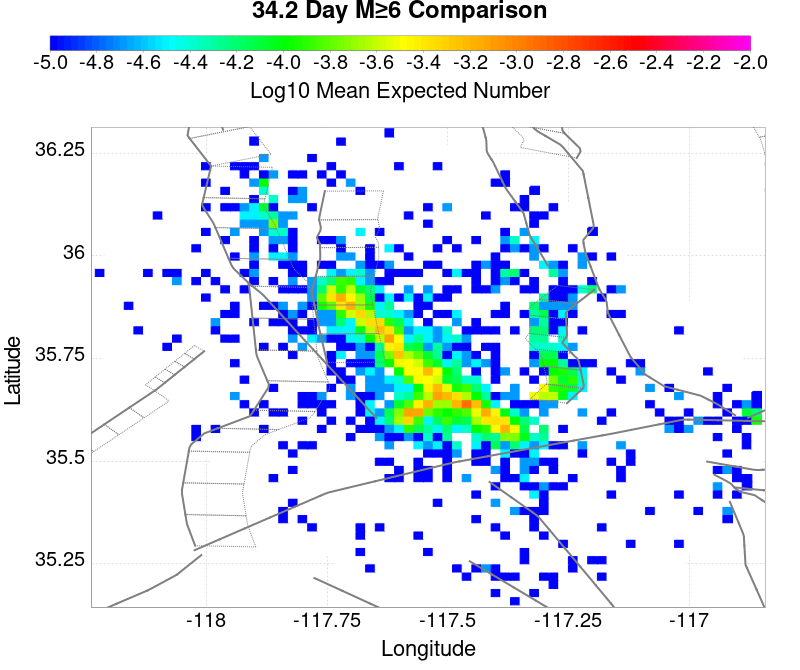 34.2 Day M≥6 Comparison
-5.0 -4.8 -4.6 -4.4 -4.2 -4.0 -3.8 -3.6 -3.4 -3.2 -3.0 -2.8 -2.6 -2.4 -2.2 -2.0
Log10 Mean Expected Number
36.25
36
35.75
35.5
35.25
Latitude
-118 -117.75 -117.5 -117.25 -117
Longitude